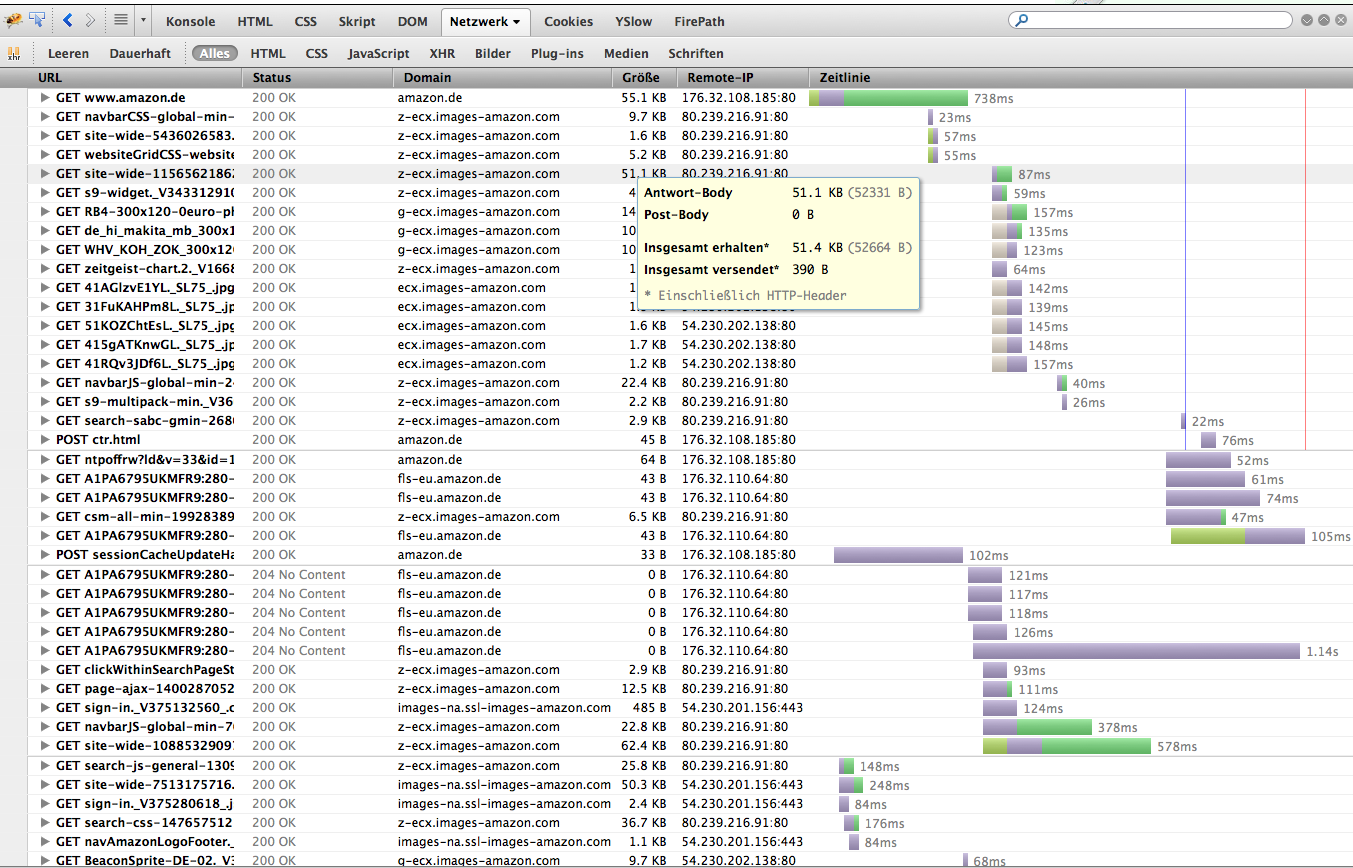 Konsole HTML CSS Skript DOM Netzwerk Cookies YSlow FirePath
xhr Leeren Dauerhaft Alles HTML CSS JavaScript XHR Bilder Plug-ins Medien Schriften
URL Status Domain Größe Remote-IP Zeitlinie
GET www.amazon.de 200 OK amazon.de 55.1 KB 176.32.108.185:80 738ms
GET navbarCSS-global-min- 200 OK z-ecx.images-amazon.com 9.7 KB 80.239.216.91:80 23ms
GET site-wide-5436026583. 200 OK z-ecx.images-amazon.com 1.6 KB 80.239.216.91:80 57ms
GET websiteGridCSS-website 200 OK z-ecx.images-amazon.com 5.2 KB 80.239.216.91:80 55ms
GET site-wide-11565621862 200 OK z-ecx.images-amazon.com 51.1 KB 80.239.216.91:80 87ms
GET s9-widget._V343312910 200 OK z-ecx.images-amazon.com 4 59ms
Antwort-Body 51.1 KB (52331 B)
GET RB4-300x120-0euro-ph 200 OK g-ecx.images-amazon.com 14 157ms
Post-Body 0 B
GET de_hi_makita_mb_300x1 200 OK g-ecx.images-amazon.com 10 135ms
GET WHV_KOH_ZOK_300x120 200 OK g-ecx.images-amazon.com 10 123ms
Insgesamt erhalten* 51.4 KB (52664 B)
GET zeitgeist-chart.2._V1668 200 OK z-ecx.images-amazon.com 1 64ms
Insgesamt versendet* 390 B
GET 41AGlzvE1YL._SL75_.jpg 200 OK ecx.images-amazon.com 1 142ms
* Einschließlich HTTP-Header
GET 31FuKAHPm8L._SL75_.jp 200 OK ecx.images-amazon.com 139ms
GET 51KOZChtEsL._SL75_.jpg 200 OK ecx.images-amazon.com 1.6 KB 54.230.202.138:80 145ms
GET 415gATKnwGL._SL75_.jp 200 OK ecx.images-amazon.com 1.7 KB 54.230.202.138:80 148ms
GET 41RQv3JDf6L._SL75_.jp 200 OK ecx.images-amazon.com 1.2 KB 54.230.202.138:80 157ms
GET navbarJS-global-min-2 200 OK z-ecx.images-amazon.com 22.4 KB 80.239.216.91:80 40ms
GET s9-multipack-min._V36 200 OK z-ecx.images-amazon.com 2.2 KB 80.239.216.91:80 26ms
GET search-sabc-gmin-2680 200 OK z-ecx.images-amazon.com 2.9 KB 80.239.216.91:80 22ms
POST ctr.html 200 OK amazon.de 45 B 176.32.108.185:80 76ms
GET ntpoffrw?ld&v=33&id=1 200 OK amazon.de 64 B 176.32.108.185:80 52ms
GET A1PA6795UKMFR9:280- 200 OK fls-eu.amazon.de 43 B 176.32.110.64:80 61ms
GET A1PA6795UKMFR9:280- 200 OK fls-eu.amazon.de 43 B 176.32.110.64:80 74ms
GET csm-all-min-19928389 200 OK z-ecx.images-amazon.com 6.5 KB 80.239.216.91:80 47ms
GET A1PA6795UKMFR9:280- 200 OK fls-eu.amazon.de 43 B 176.32.110.64:80 105ms
POST sessionCacheUpdateHa 200 OK amazon.de 33 B 176.32.108.185:80 102ms
GET A1PA6795UKMFR9:280- 204 No Content fls-eu.amazon.de 0 B 176.32.110.64:80 121ms
GET A1PA6795UKMFR9:280- 204 No Content fls-eu.amazon.de 0 B 176.32.110.64:80 117ms
GET A1PA6795UKMFR9:280- 204 No Content fls-eu.amazon.de 0 B 176.32.110.64:80 118ms
GET A1PA6795UKMFR9:280- 204 No Content fls-eu.amazon.de 0 B 176.32.110.64:80 126ms
GET A1PA6795UKMFR9:280- 204 No Content fls-eu.amazon.de 0 B 176.32.110.64:80 1.14s
GET clickWithinSearchPageSt 200 OK z-ecx.images-amazon.com 2.9 KB 80.239.216.91:80 93ms
GET page-ajax-1400287052 200 OK z-ecx.images-amazon.com 12.5 KB 80.239.216.91:80 111ms
GET sign-in._V375132560_.c 200 OK images-na.ssl-images-amazon.com 485 B 54.230.201.156:443 124ms
GET navbarJS-global-min-7 200 OK z-ecx.images-amazon.com 22.8 KB 80.239.216.91:80 378ms
GET site-wide-1088532909 200 OK z-ecx.images-amazon.com 62.4 KB 80.239.216.91:80 578ms
GET search-js-general-1309 200 OK z-ecx.images-amazon.com 25.8 KB 80.239.216.91:80 148ms
GET site-wide-7513175716. 200 OK images-na.ssl-images-amazon.com 50.3 KB 54.230.201.156:443 248ms
GET sign-in._V375280618_.j 200 OK images-na.ssl-images-amazon.com 2.4 KB 54.230.201.156:443 84ms
GET search-css-147657512 200 OK z-ecx.images-amazon.com 36.7 KB 80.239.216.91:80 176ms
GET navAmazonLogoFooter._ 200 OK images-na.ssl-images-amazon.com 1.1 KB 54.230.201.156:443 84ms
GET BeaconSprite-DE-02._V3 200 OK g-ecx.images-amazon.com 9.7 KB 54.230.202.138:80 68ms